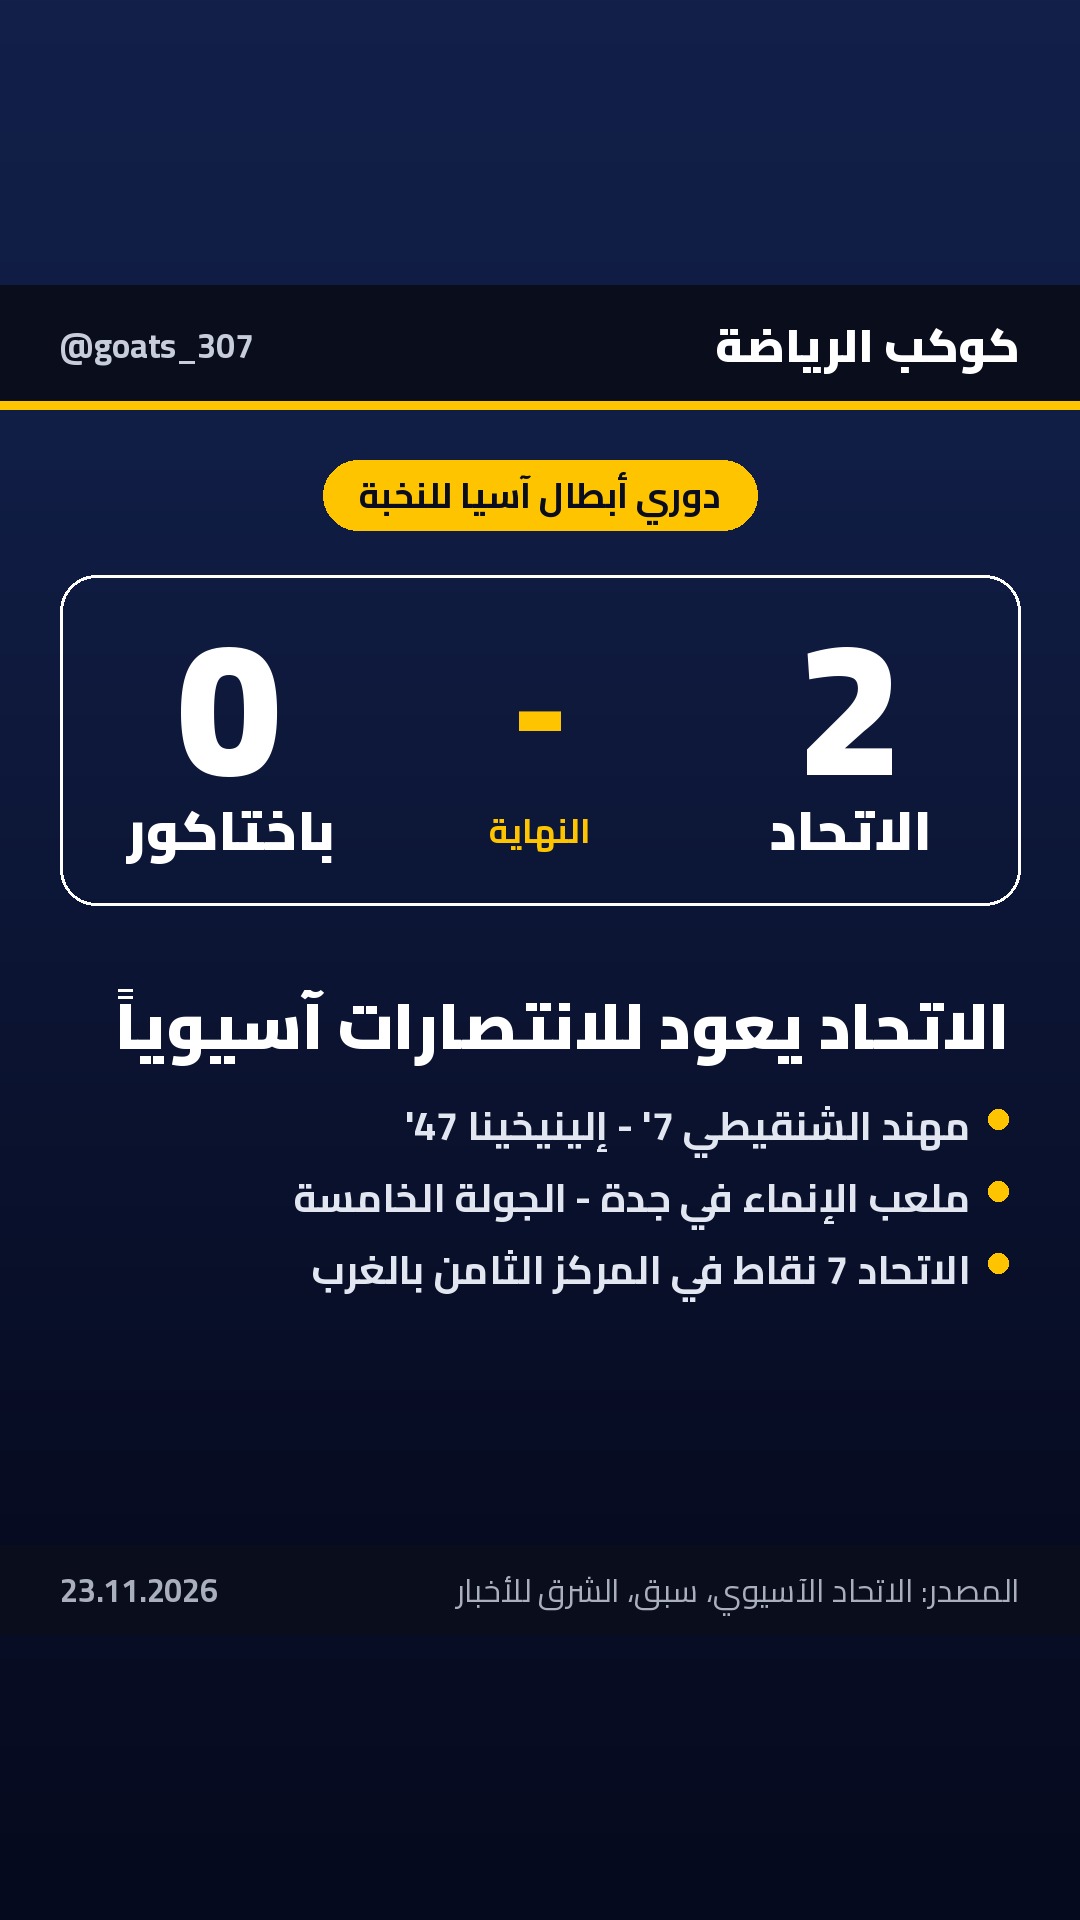 كوكب الرياضة
@goats_307
دوري أبطال آسيا للنخبة
2 - 0
الاتحاد النهاية باختاكور
الاتحاد يعود للانتصارات آسيوياً
مهند الشنقيطي 7' - إلينيخينا 47'
ملعب الإنماء في جدة - الجولة الخامسة
الاتحاد 7 نقاط في المركز الثامن بالغرب
المصدر: الاتحاد الآسيوي، سبق، الشرق للأخبار
23.11.2026